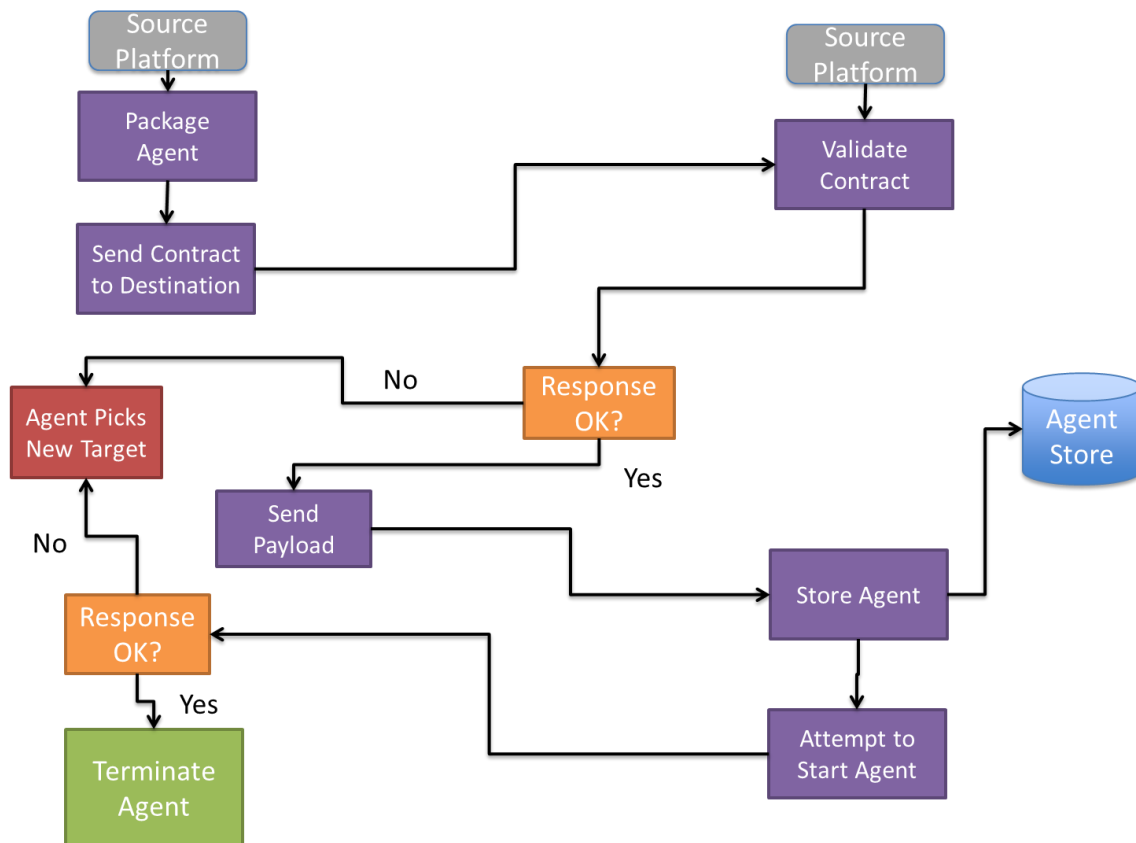 Source
Platform
Source
Platform
Package
Agent
Validate
Contract
Send Contract
to Destination
No
Response
OK?
Agent Picks
New Target
Agent
Store
Yes
Send
Payload
No
Store Agent
Response
OK?
Yes
Attempt to
Start Agent
Terminate
Agent